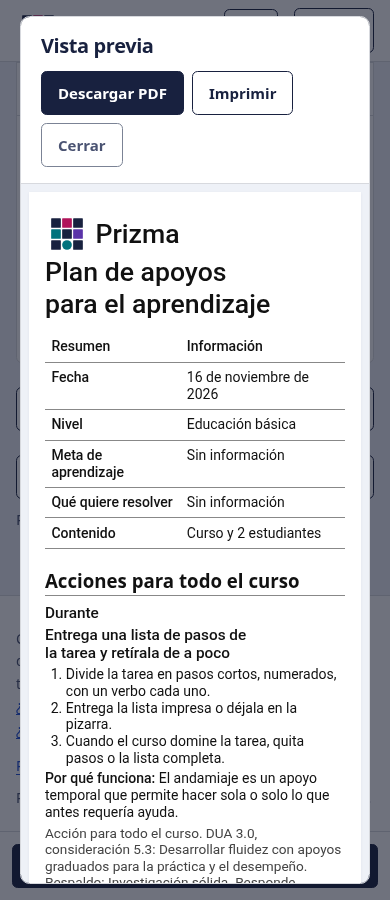 Vista previa
Descargar PDF
Imprimir
Cerrar
Prizma
Plan de apoyos
para el aprendizaje
Resumen Información
Fecha 16 de noviembre de
2026
Nivel Educación básica
Meta de Sin información
aprendizaje
Qué quiere resolver Sin información
Contenido Curso y 2 estudiantes
Acciones para todo el curso
Durante
Entrega una lista de pasos de
la tarea y retírala de a poco
1. Divide la tarea en pasos cortos, numerados,
con un verbo cada uno.
2. Entrega la lista impresa o déjala en la
pizarra.
3. Cuando el curso domine la tarea, quita
pasos o la lista completa.
Por qué funciona: El andamiaje es un apoyo
temporal que permite hacer sola o solo lo que
antes requería ayuda.
Acción para todo el curso. DUA 3.0,
consideración 5.3: Desarrollar fluidez con apoyos
graduados para la práctica y el desempeño.
Respaldo: Investigación sólida. Responde